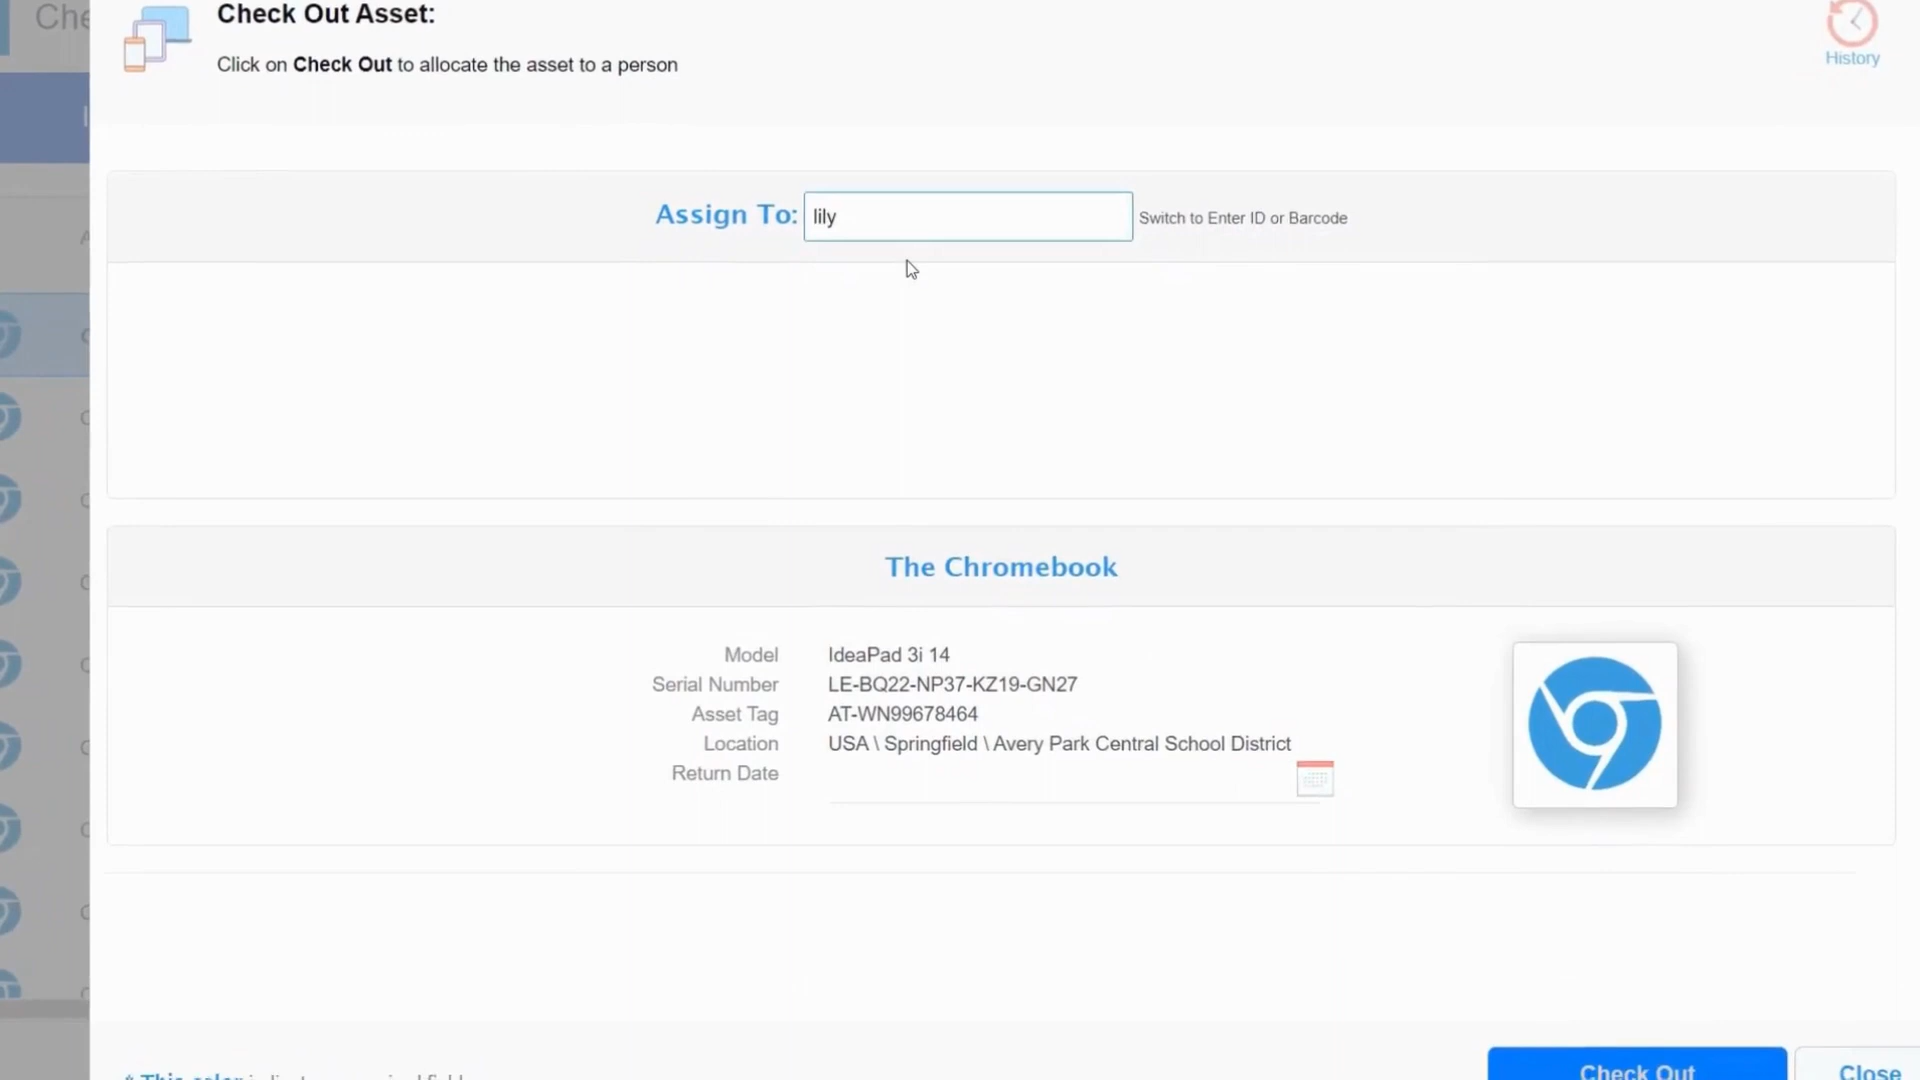 Che
Check Out Asset:
Click on Check Out to allocate the asset to a person
History
Assign To: lily Switch to Enter ID or Barcode
The Chromebook
Model IdeaPad 3i 14
Serial Number LE-BQ22-NP37-KZ19-GN27
Asset Tag AT-WN99678464
Location USA \ Springfield \ Avery Park Central School District
Return Date
Check Out Close